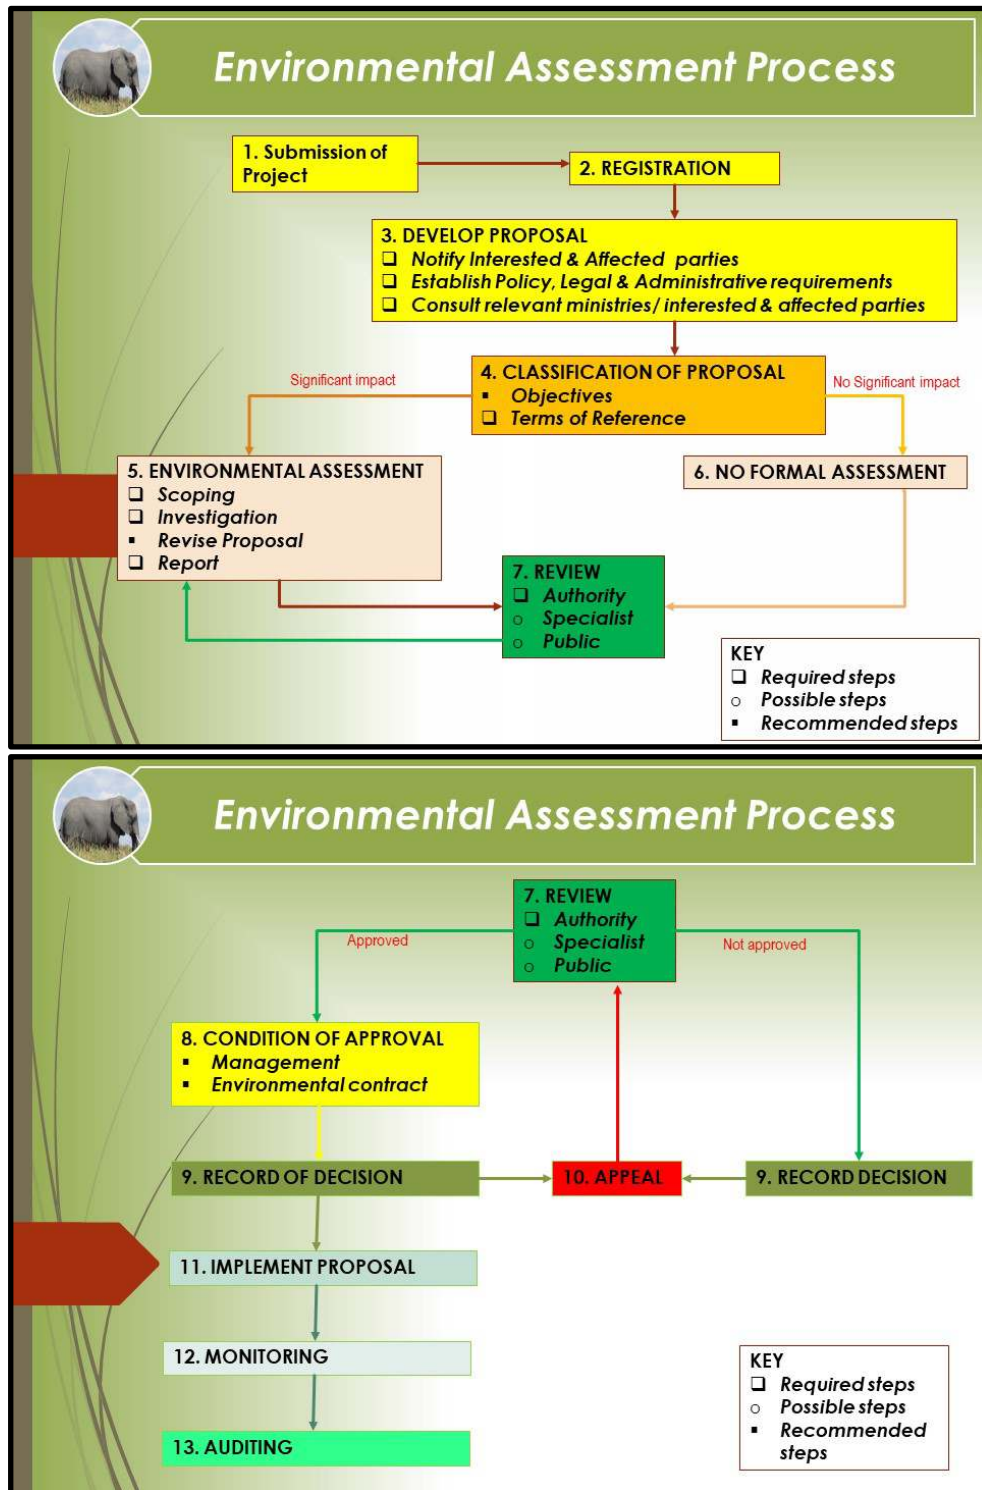 Environmental Assessment Process
1. Submission of
Project
2. REGISTRATION
3. DEVELOP PROPOSAL
❑ Notify Interested & Affected parties
❑ Establish Policy, Legal & Administrative requirements
❑ Consult relevant ministries/ interested & affected parties
Significant impact
4. CLASSIFICATION OF PROPOSAL
▪ Objectives
❑ Terms of Reference
No Significant impact
5. ENVIRONMENTAL ASSESSMENT
❑ Scoping
❑ Investigation
▪ Revise Proposal
❑ Report
6. NO FORMAL ASSESSMENT
7. REVIEW
❑ Authority
o Specialist
o Public
KEY
❑ Required steps
o Possible steps
▪ Recommended steps
Environmental Assessment Process
7. REVIEW
❑ Authority
o Specialist
o Public
Approved
Not approved
8. CONDITION OF APPROVAL
▪ Management
▪ Environmental contract
9. RECORD OF DECISION
10. APPEAL
9. RECORD DECISION
11. IMPLEMENT PROPOSAL
12. MONITORING
13. AUDITING
KEY
❑ Required steps
o Possible steps
▪ Recommended
steps